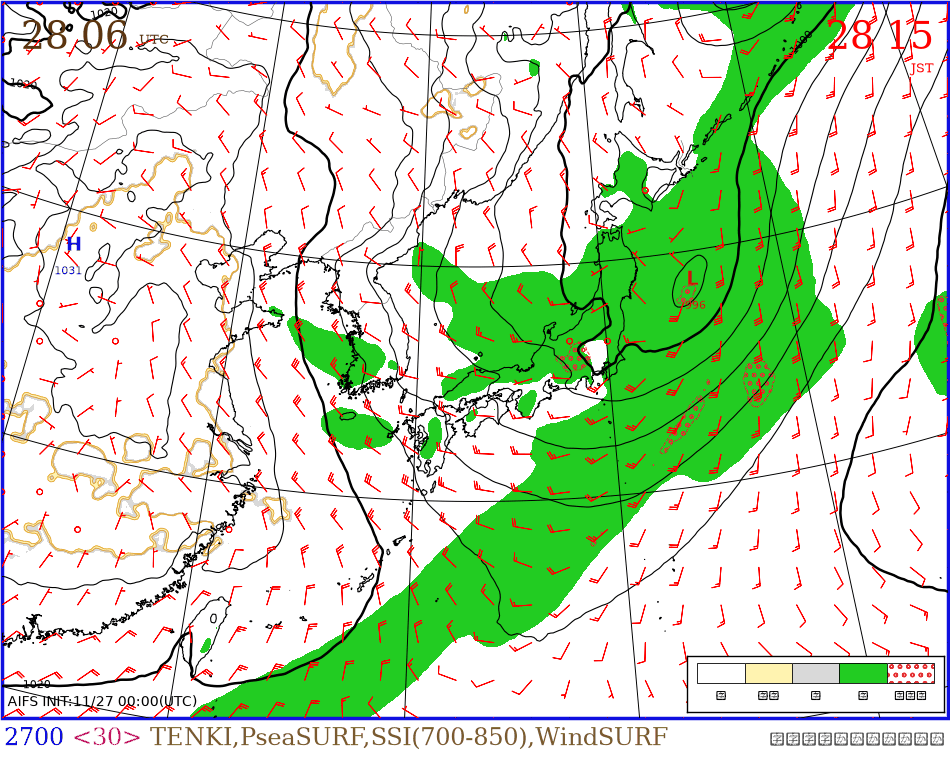 1020
28 06 UTC
28 15
JST
1000
H
1031
L
996
1020
AIFS INIT:11/27 00:00(UTC)
2700 <30> TENKI,PseaSURF,SSI(700-850),WindSURF